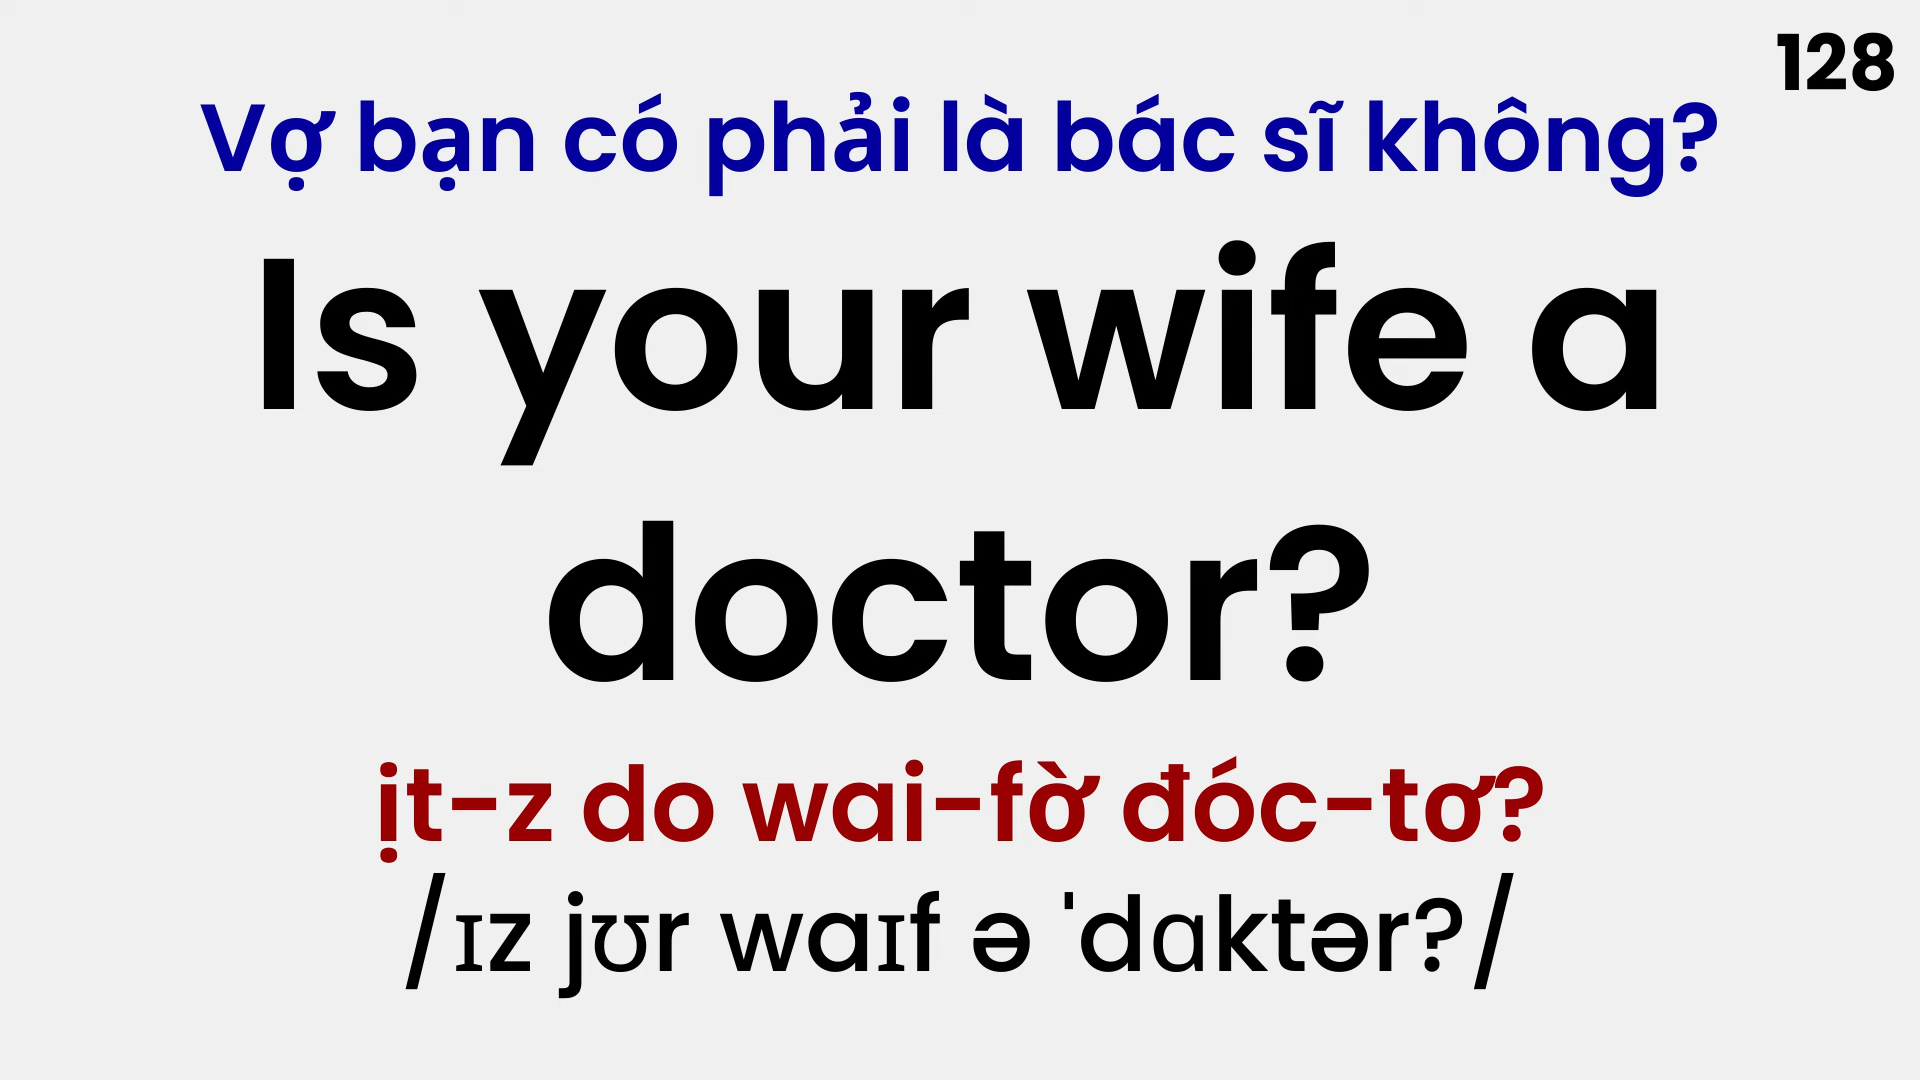 128
Vợ bạn có phải là bác sĩ không?
Is your wife a
doctor?
ịt-z do wai-fờ đóc-tơ?
/ɪz jʊr waɪf ə ˈdɑktər?/